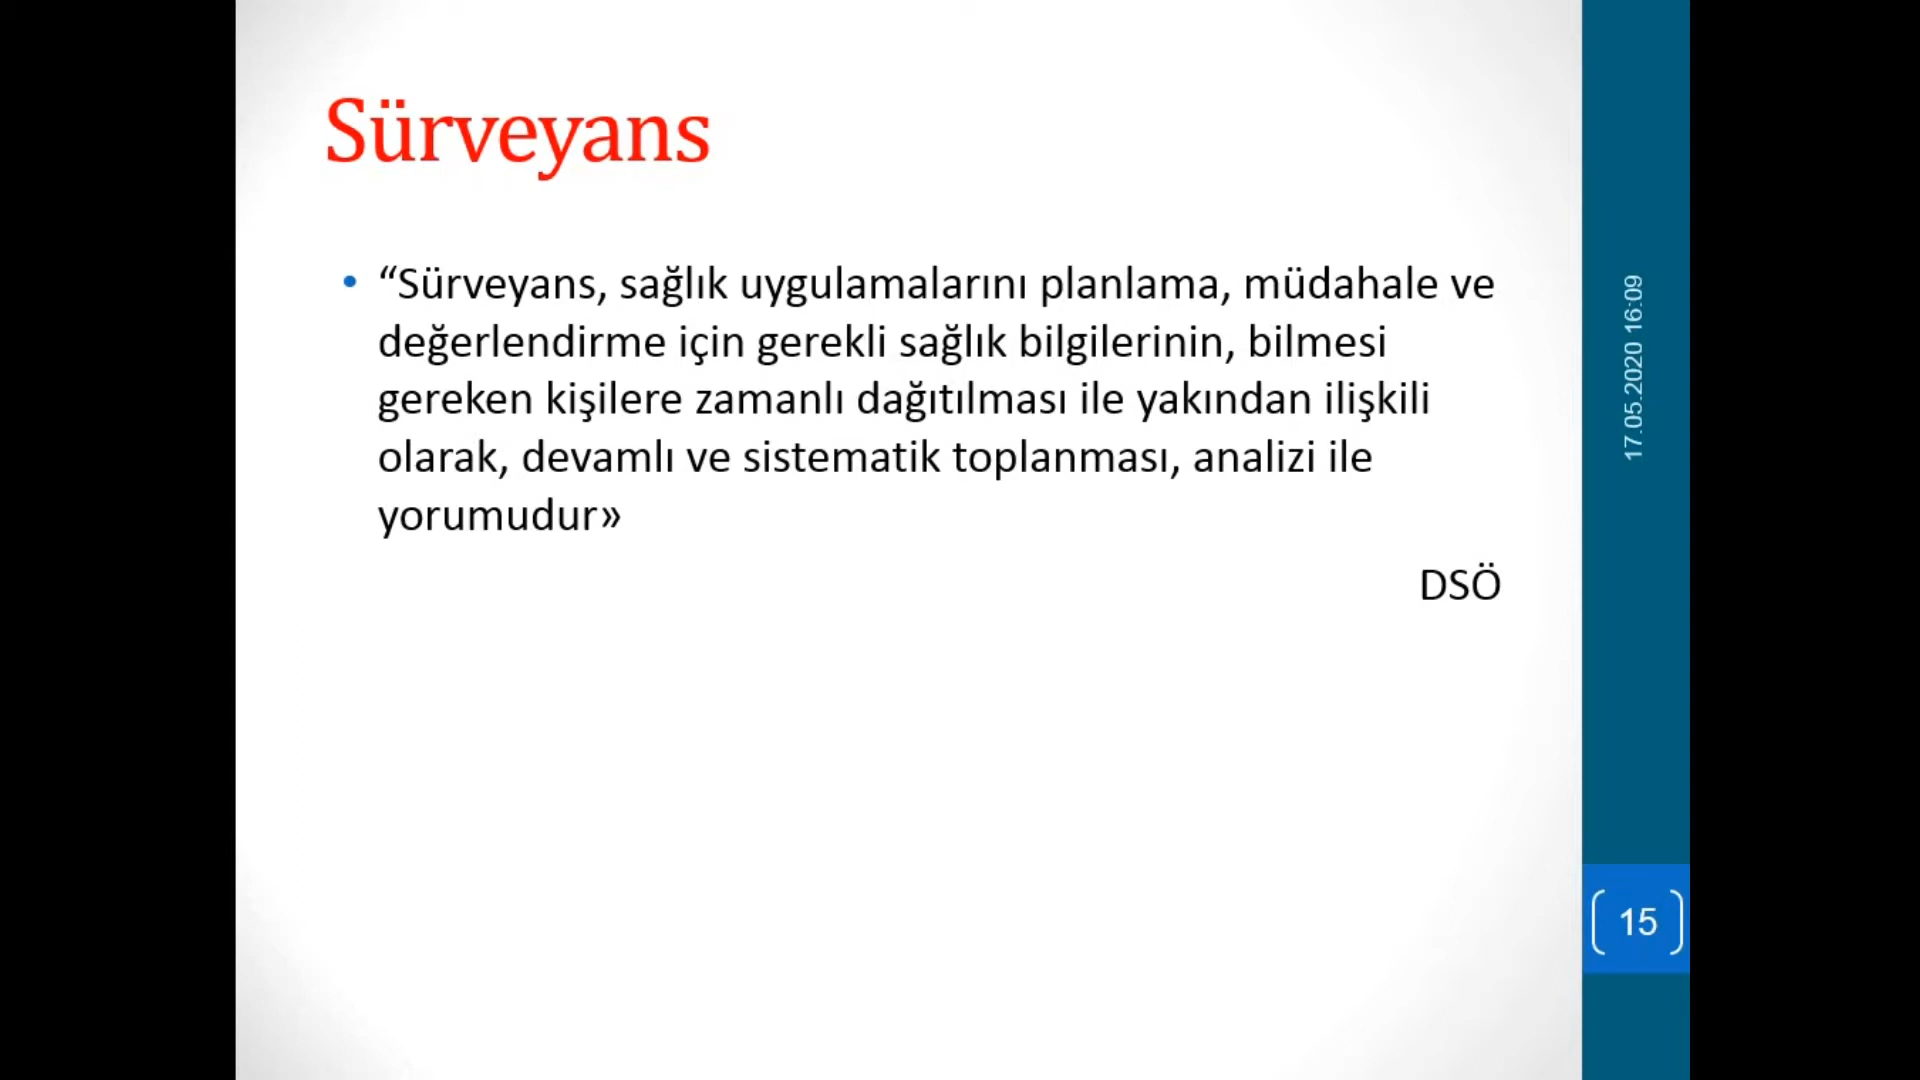 Sürveyans
• “Sürveyans, sağlık uygulamalarını planlama, müdahale ve
değerlendirme için gerekli sağlık bilgilerinin, bilmesi
gereken kişilere zamanlı dağıtılması ile yakından ilişkili
olarak, devamlı ve sistematik toplanması, analizi ile
yorumudur»
DSÖ
17.05.2020 16:09
15